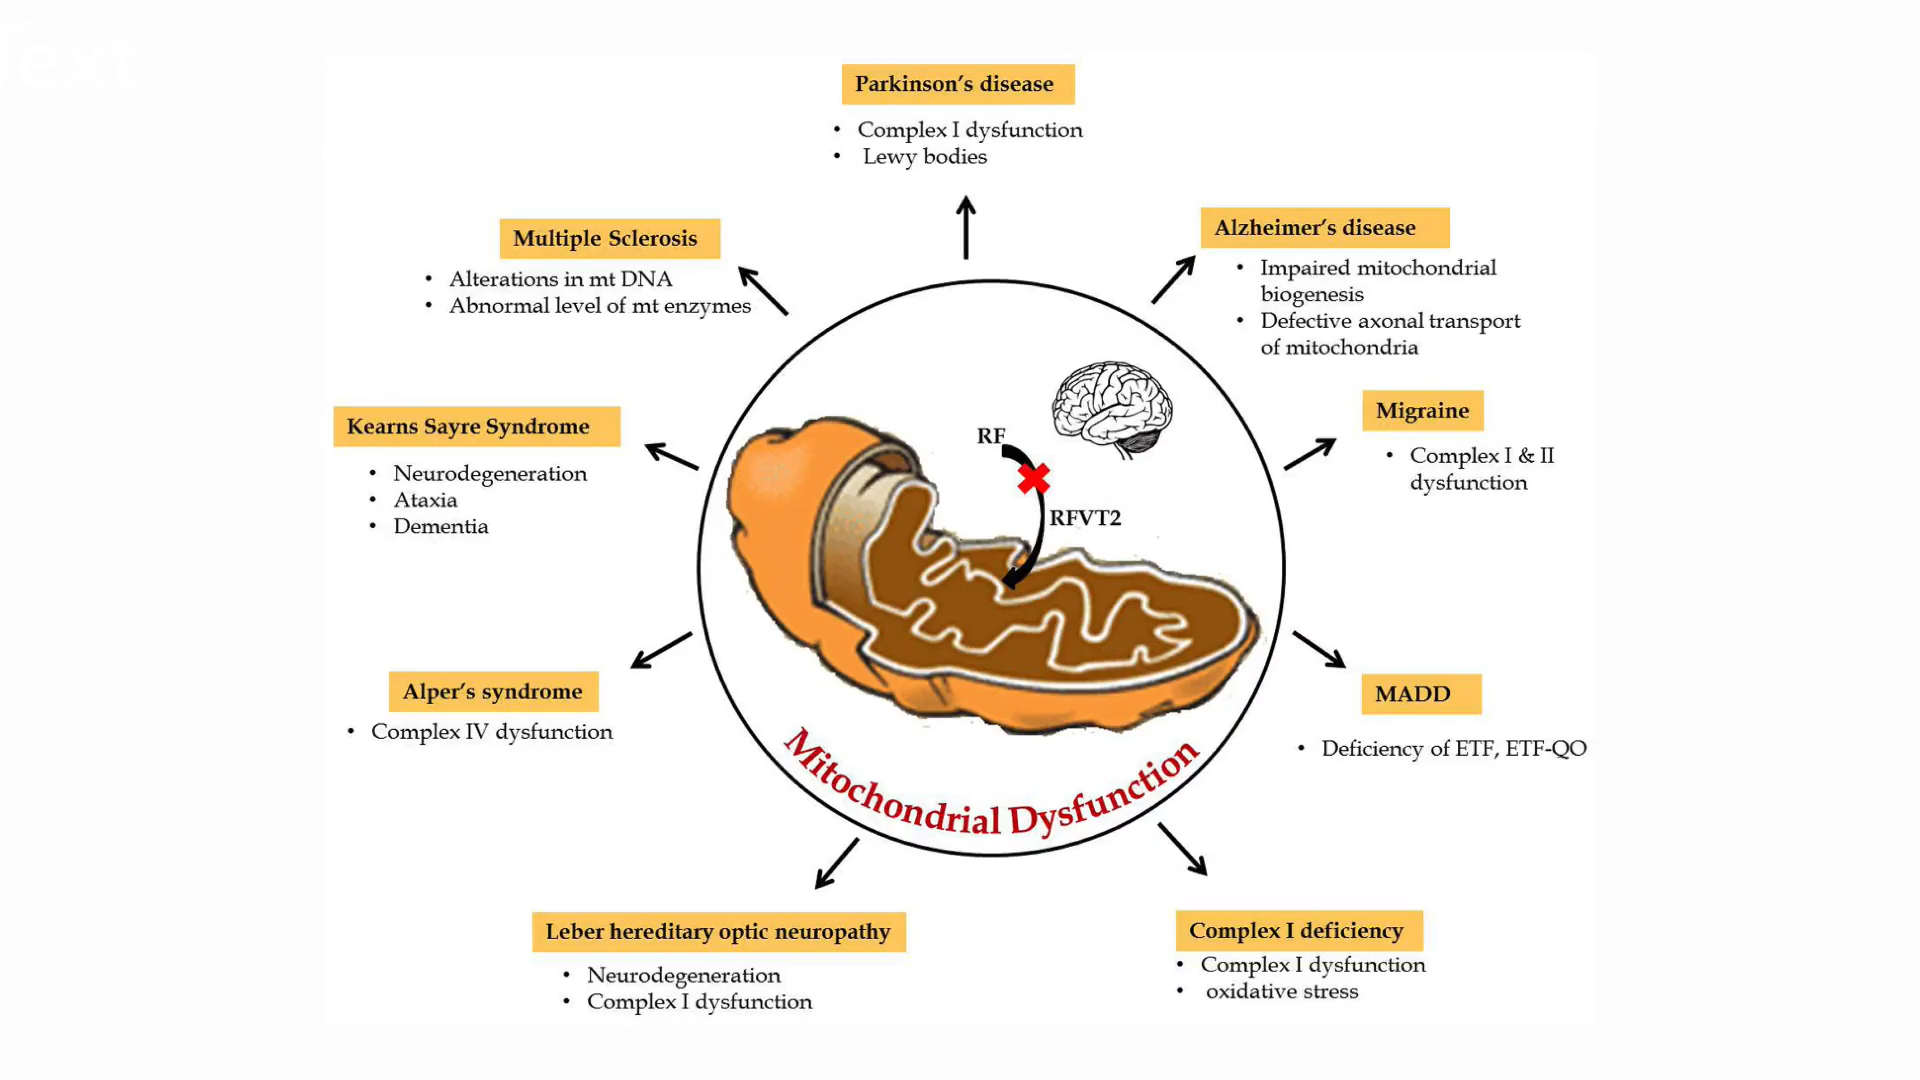 Text
Parkinson's disease
• Complex I dysfunction
• Lewy bodies
Multiple Sclerosis
• Alterations in mt DNA
• Abnormal level of mt enzymes
Alzheimer's disease
• Impaired mitochondrial
biogenesis
• Defective axonal transport
of mitochondria
Kearns Sayre Syndrome
• Neurodegeneration
• Ataxia
• Dementia
Migraine
• Complex I & II
dysfunction
RF
RFVT2
Alper's syndrome
• Complex IV dysfunction
MADD
• Deficiency of ETF, ETF-QO
Mitochondrial Dysfunction
Leber hereditary optic neuropathy
• Neurodegeneration
• Complex I dysfunction
Complex I deficiency
• Complex I dysfunction
• oxidative stress